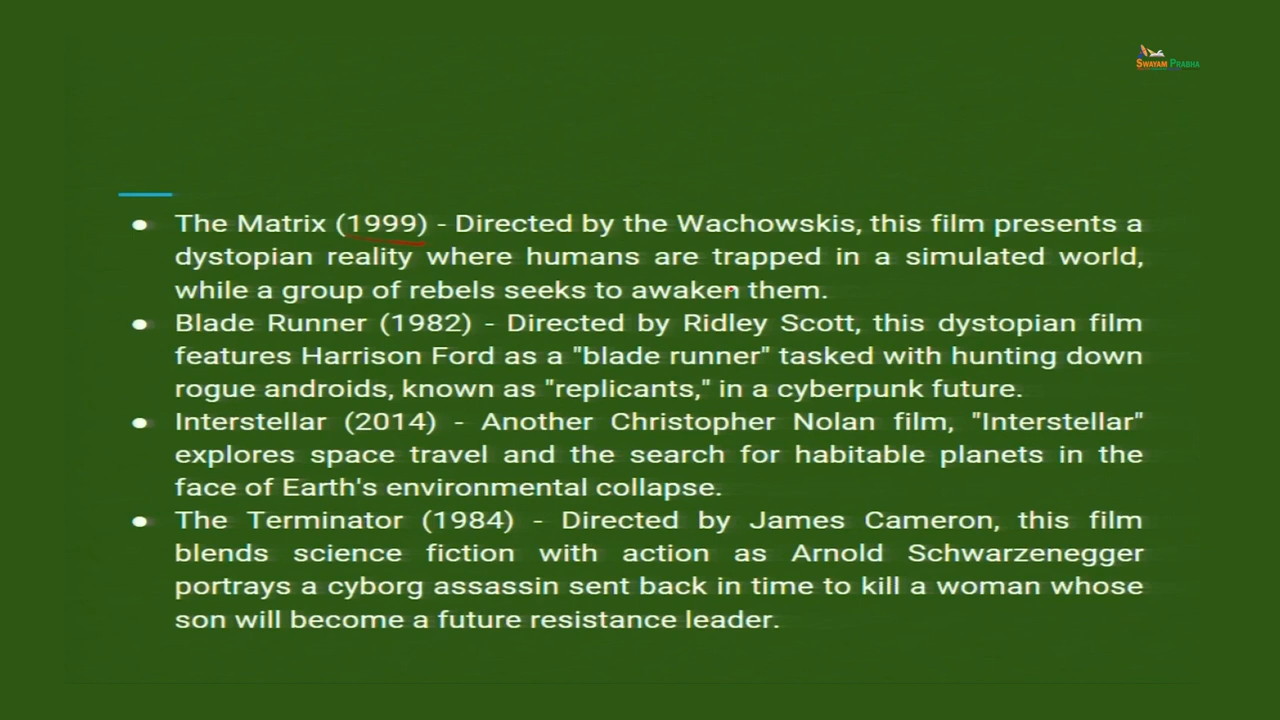 SWAYAM PRABHA
● The Matrix (1999) - Directed by the Wachowskis, this film presents a
dystopian reality where humans are trapped in a simulated world,
while a group of rebels seeks to awaken them.
● Blade Runner (1982) - Directed by Ridley Scott, this dystopian film
features Harrison Ford as a "blade runner" tasked with hunting down
rogue androids, known as "replicants," in a cyberpunk future.
● Interstellar (2014) - Another Christopher Nolan film, "Interstellar"
explores space travel and the search for habitable planets in the
face of Earth's environmental collapse.
● The Terminator (1984) - Directed by James Cameron, this film
blends science fiction with action as Arnold Schwarzenegger
portrays a cyborg assassin sent back in time to kill a woman whose
son will become a future resistance leader.